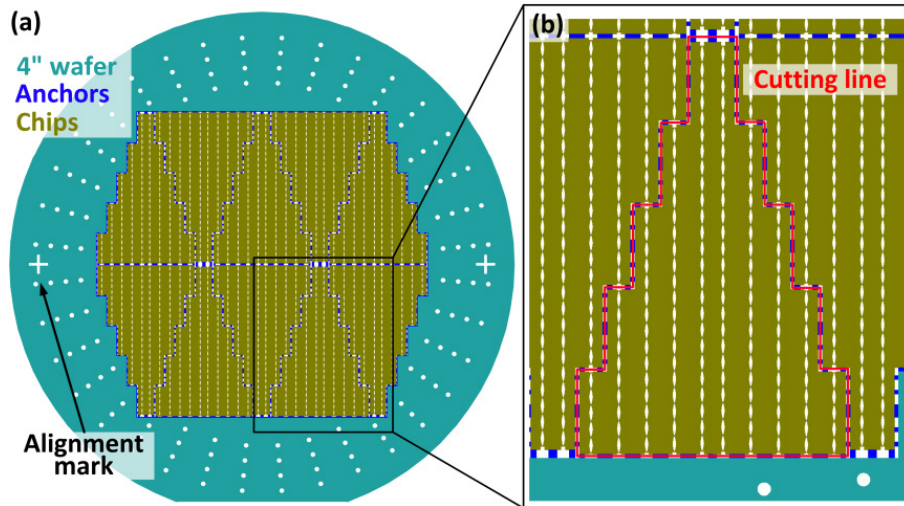 (a)
4" wafer
Anchors
Chips
Alignment
mark
(b)
Cutting line